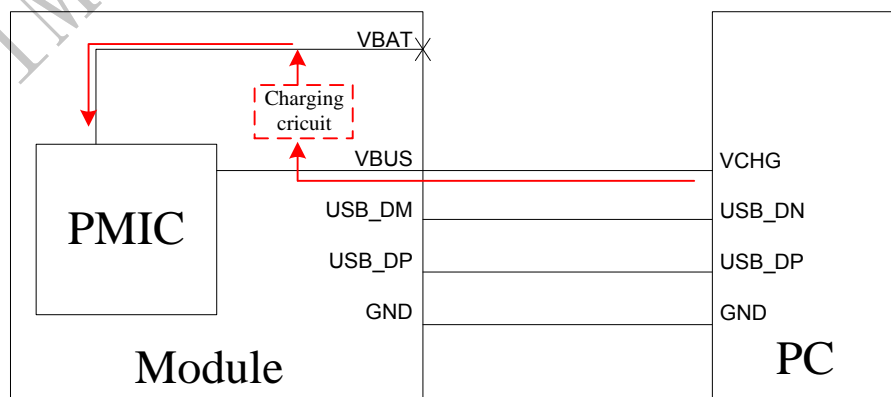 VBAT
Charging
cricuit
VBUS
VCHG
USB_DM
USB_DN
PMIC
USB_DP
USB_DP
GND
GND
Module
PC